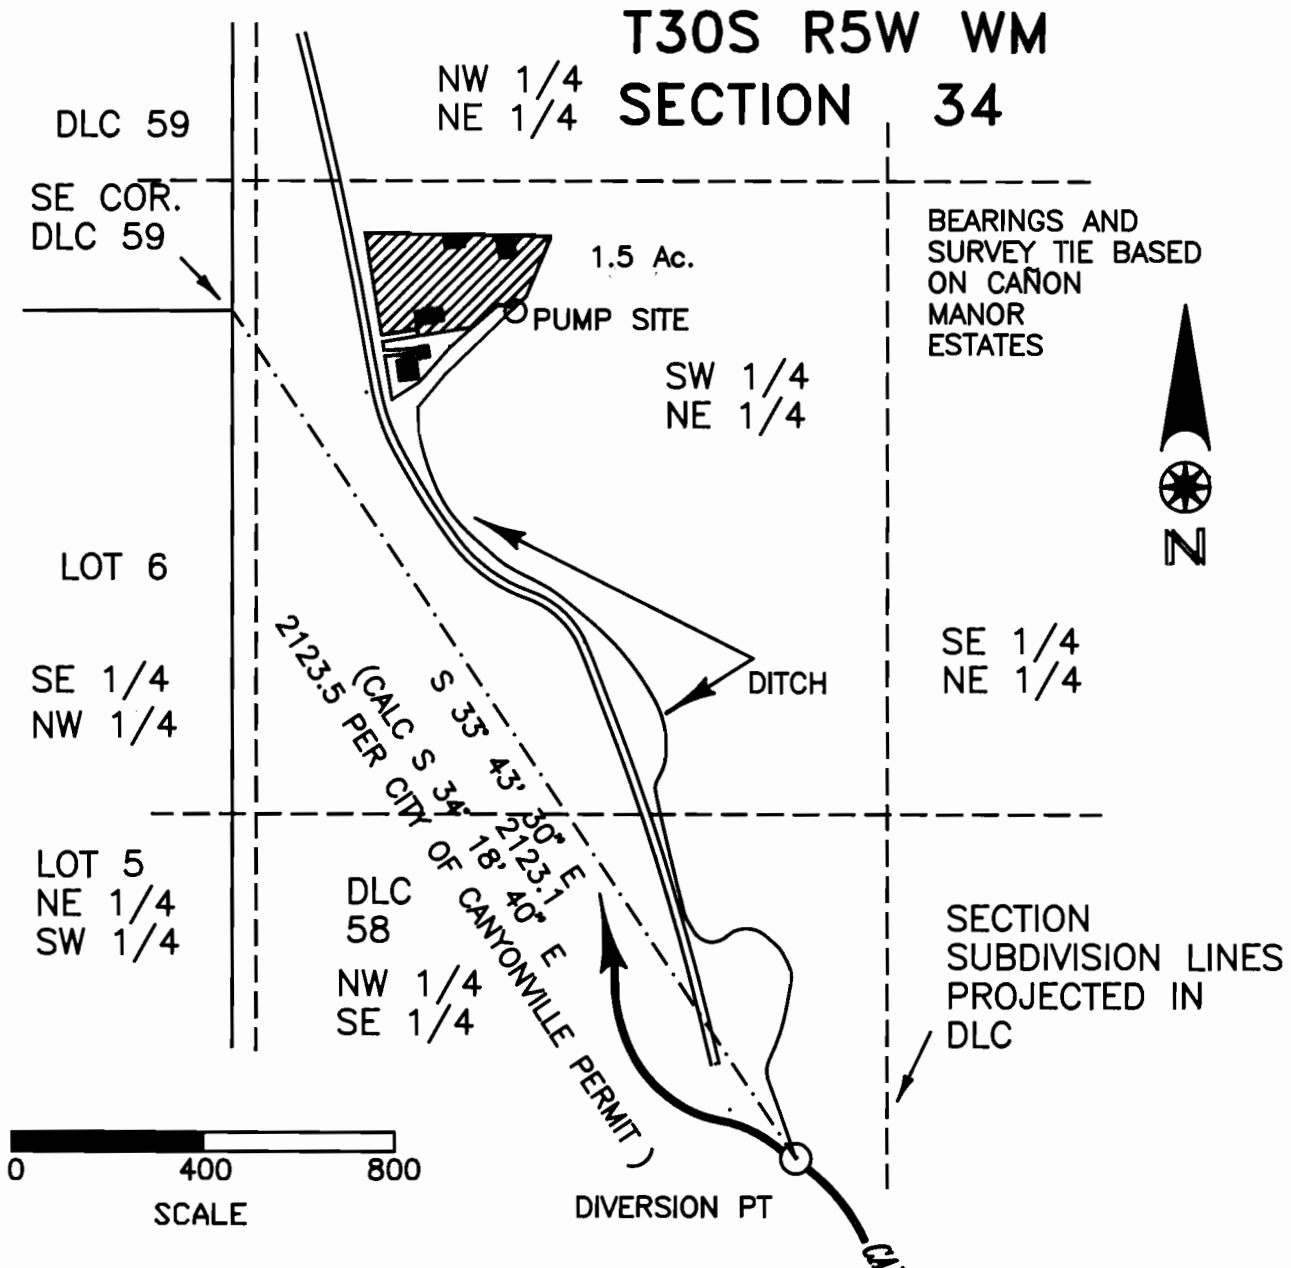 T30S R5W WM
SECTION 34
NW 1/4
NE 1/4
DLC 59
SE COR.
DLC 59
1.5 Ac.
PUMP SITE
BEARINGS AND
SURVEY TIE BASED
ON CAÑON
MANOR
ESTATES
SW 1/4
NE 1/4
N
LOT 6
SE 1/4
NW 1/4
DITCH
SE 1/4
NE 1/4
S 33° 43' 30" E
2123.1
(CALC S 34° 18' 40" E
2123.5 PER CITY OF CANYONVILLE PERMIT )
LOT 5
NE 1/4
SW 1/4
DLC
58
NW 1/4
SE 1/4
SECTION
SUBDIVISION LINES
PROJECTED IN
DLC
0 400 800
SCALE
DIVERSION PT